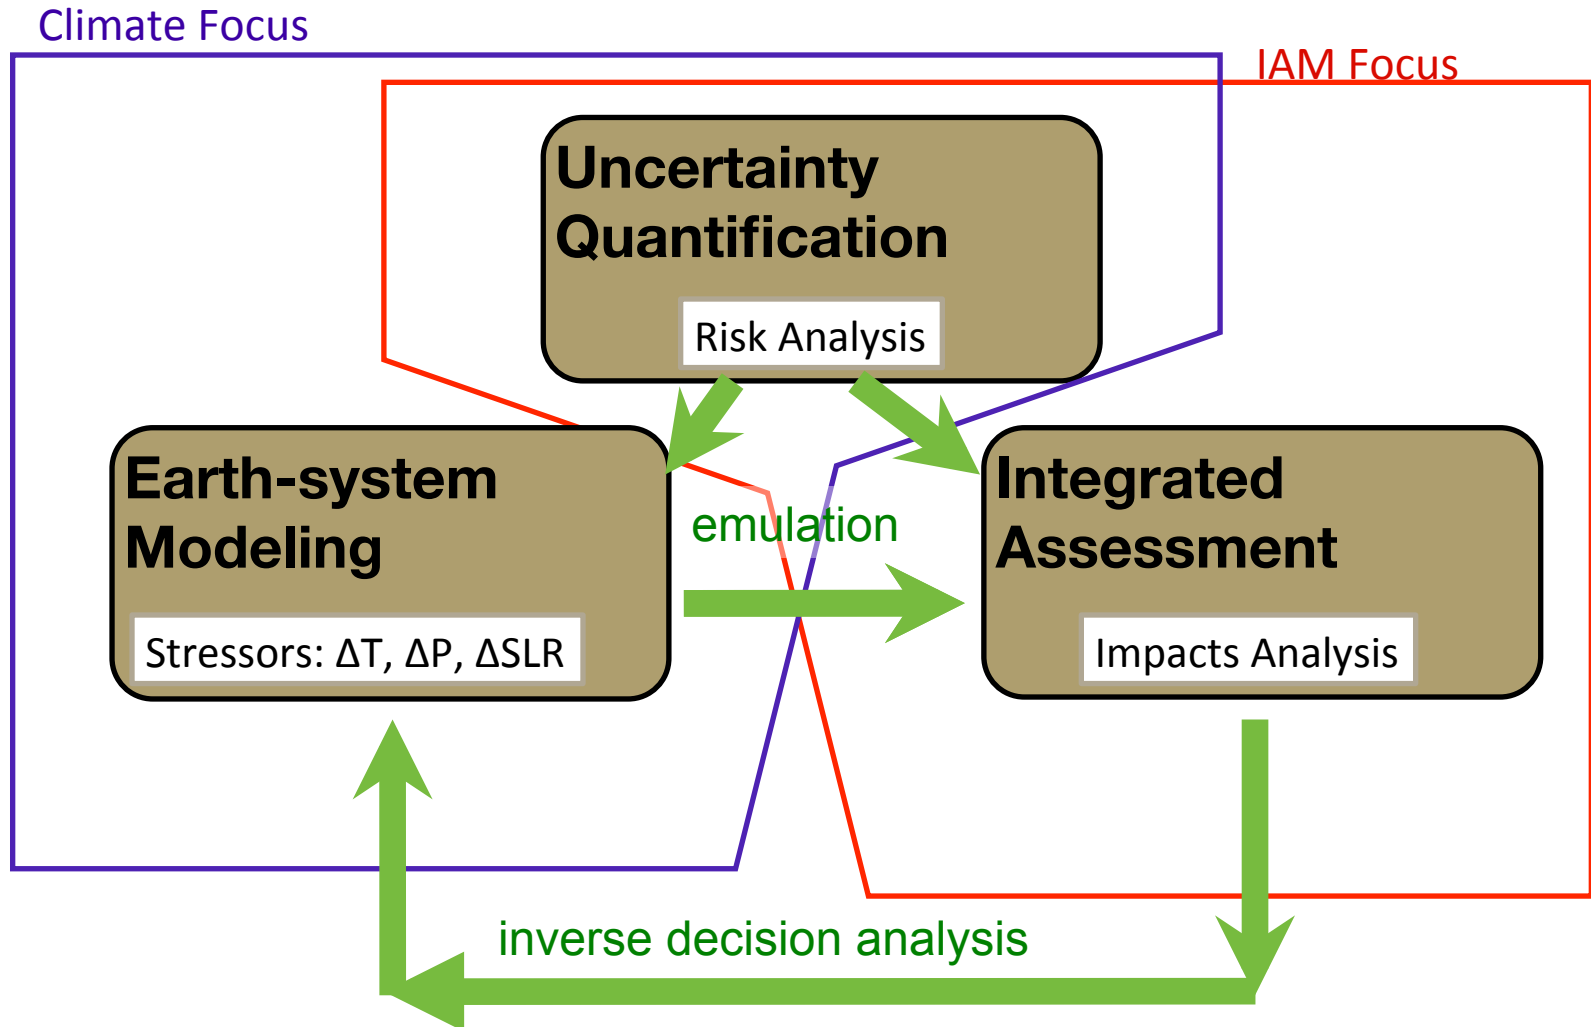 Climate Focus
IAM Focus
Uncertainty
Quantification
Risk Analysis
Earth-system
Modeling
Stressors: ΔT, ΔP, ΔSLR
emulation
Integrated
Assessment
Impacts Analysis
inverse decision analysis